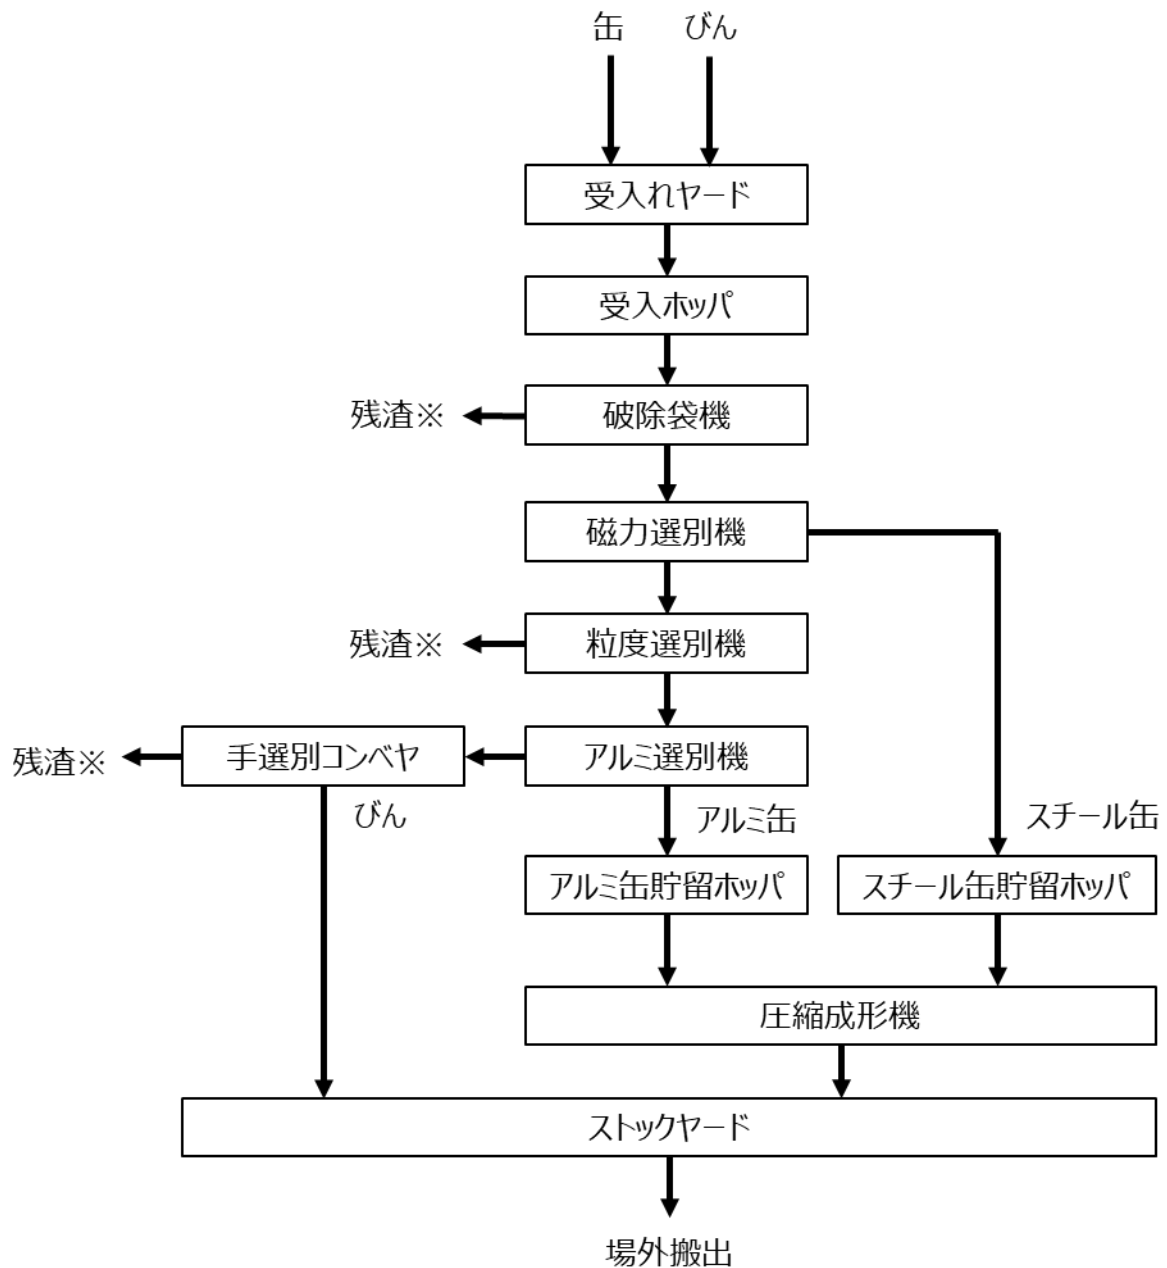 缶 びん
受入れヤード
受入ホッパ
残渣※ 破除袋機
磁力選別機
残渣※ 粒度選別機
残渣※ 手選別コンベヤ アルミ選別機
びん アルミ缶 スチール缶
アルミ缶貯留ホッパ スチール缶貯留ホッパ
圧縮成形機
ストックヤード
場外搬出